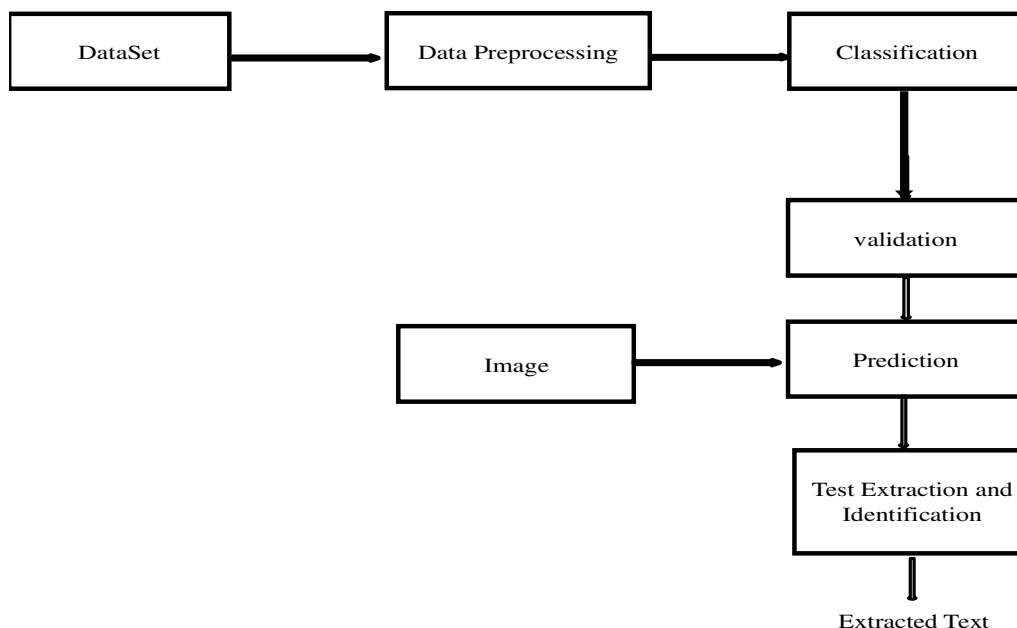 DataSet
Data Preprocessing
Classification
validation
Image
Prediction
Test Extraction and
Identification
Extracted Text